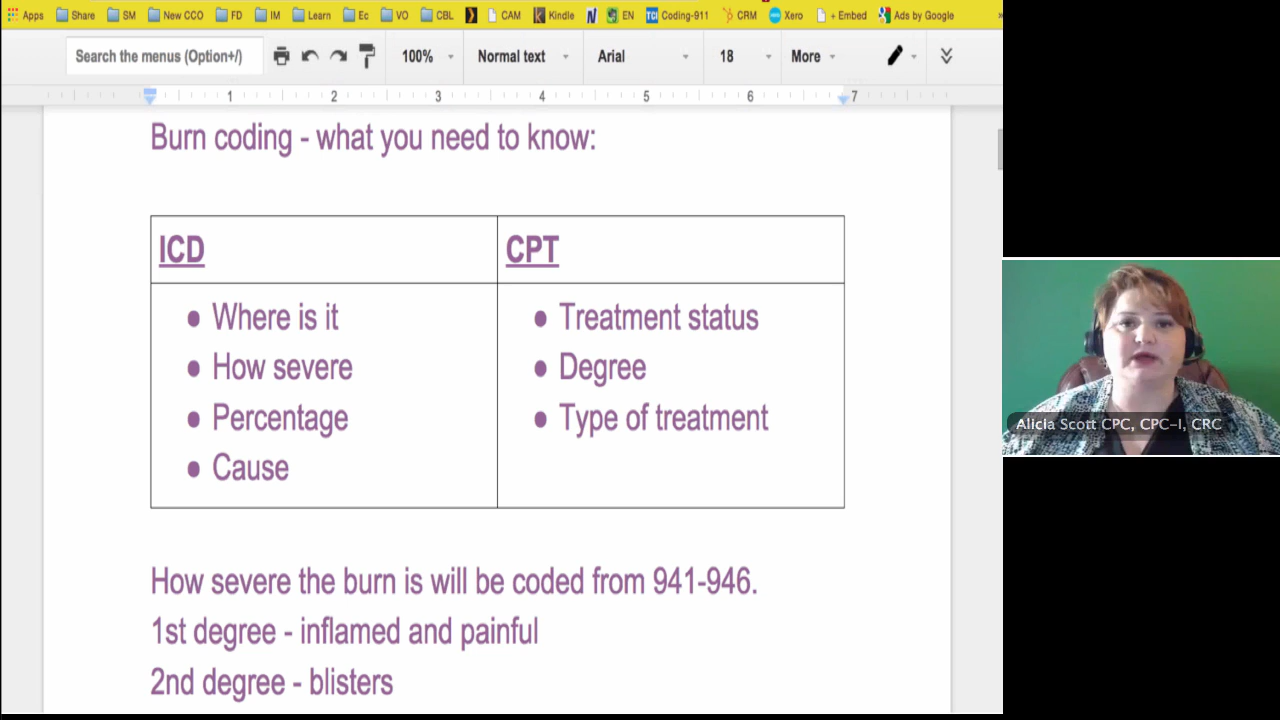 Apps Share SM New CCO FD IM Learn Ec VO CBL CAM Kindle EN TCI Coding-911 CRM Xero + Embed Ads by Google »
Search the menus (Option+/) 100% Normal text Arial 18 More
1 2 3 4 5 6 7
Burn coding - what you need to know:
ICD
CPT
● Where is it
● How severe
● Percentage
● Cause
● Treatment status
● Degree
● Type of treatment
Alicia Scott CPC, CPC-I, CRC
How severe the burn is will be coded from 941-946.
1st degree - inflamed and painful
2nd degree - blisters